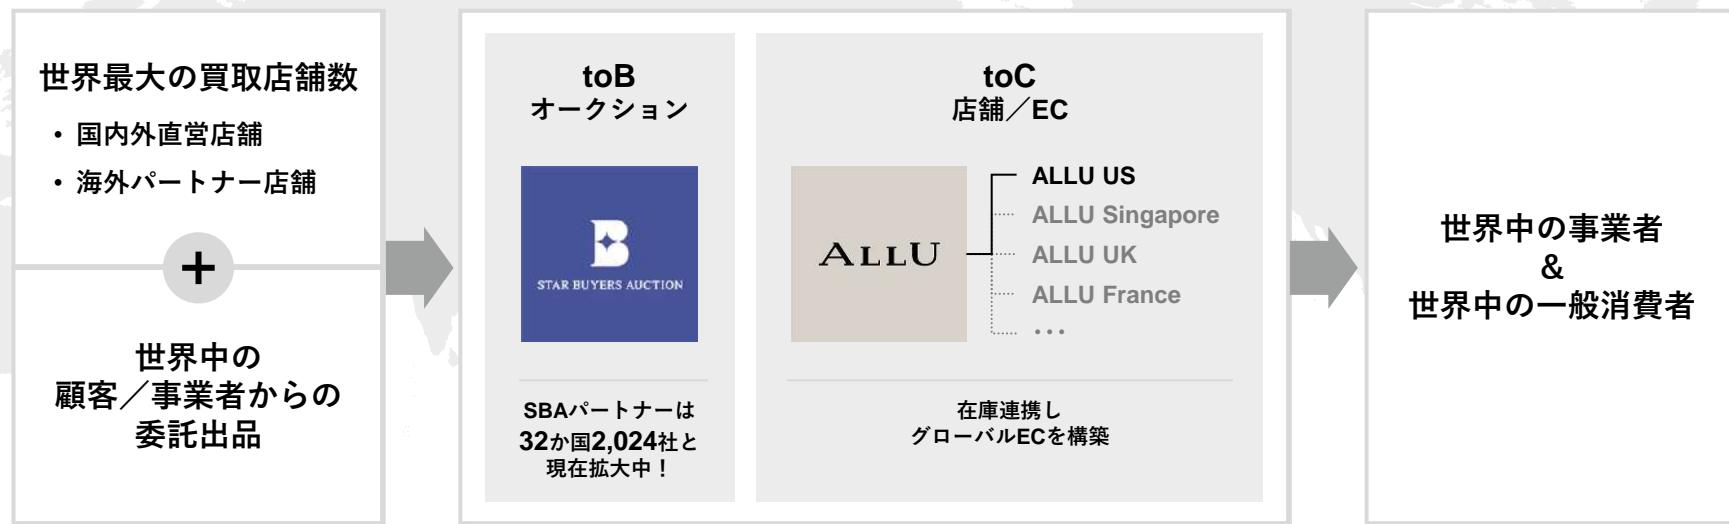 世界最大の買取店舗数
・ 国内外直営店舗
・ 海外パートナー店舗
+
世界中の
顧客／事業者からの
委託出品
toB
オークション
B
STAR BUYERS AUCTION
SBAパートナーは
32か国2,024社と
現在拡大中！
toC
店舗／EC
ALLU
ALLU US
ALLU Singapore
ALLU UK
ALLU France
…
在庫連携し
グローバルECを構築
世界中の事業者
&
世界中の一般消費者